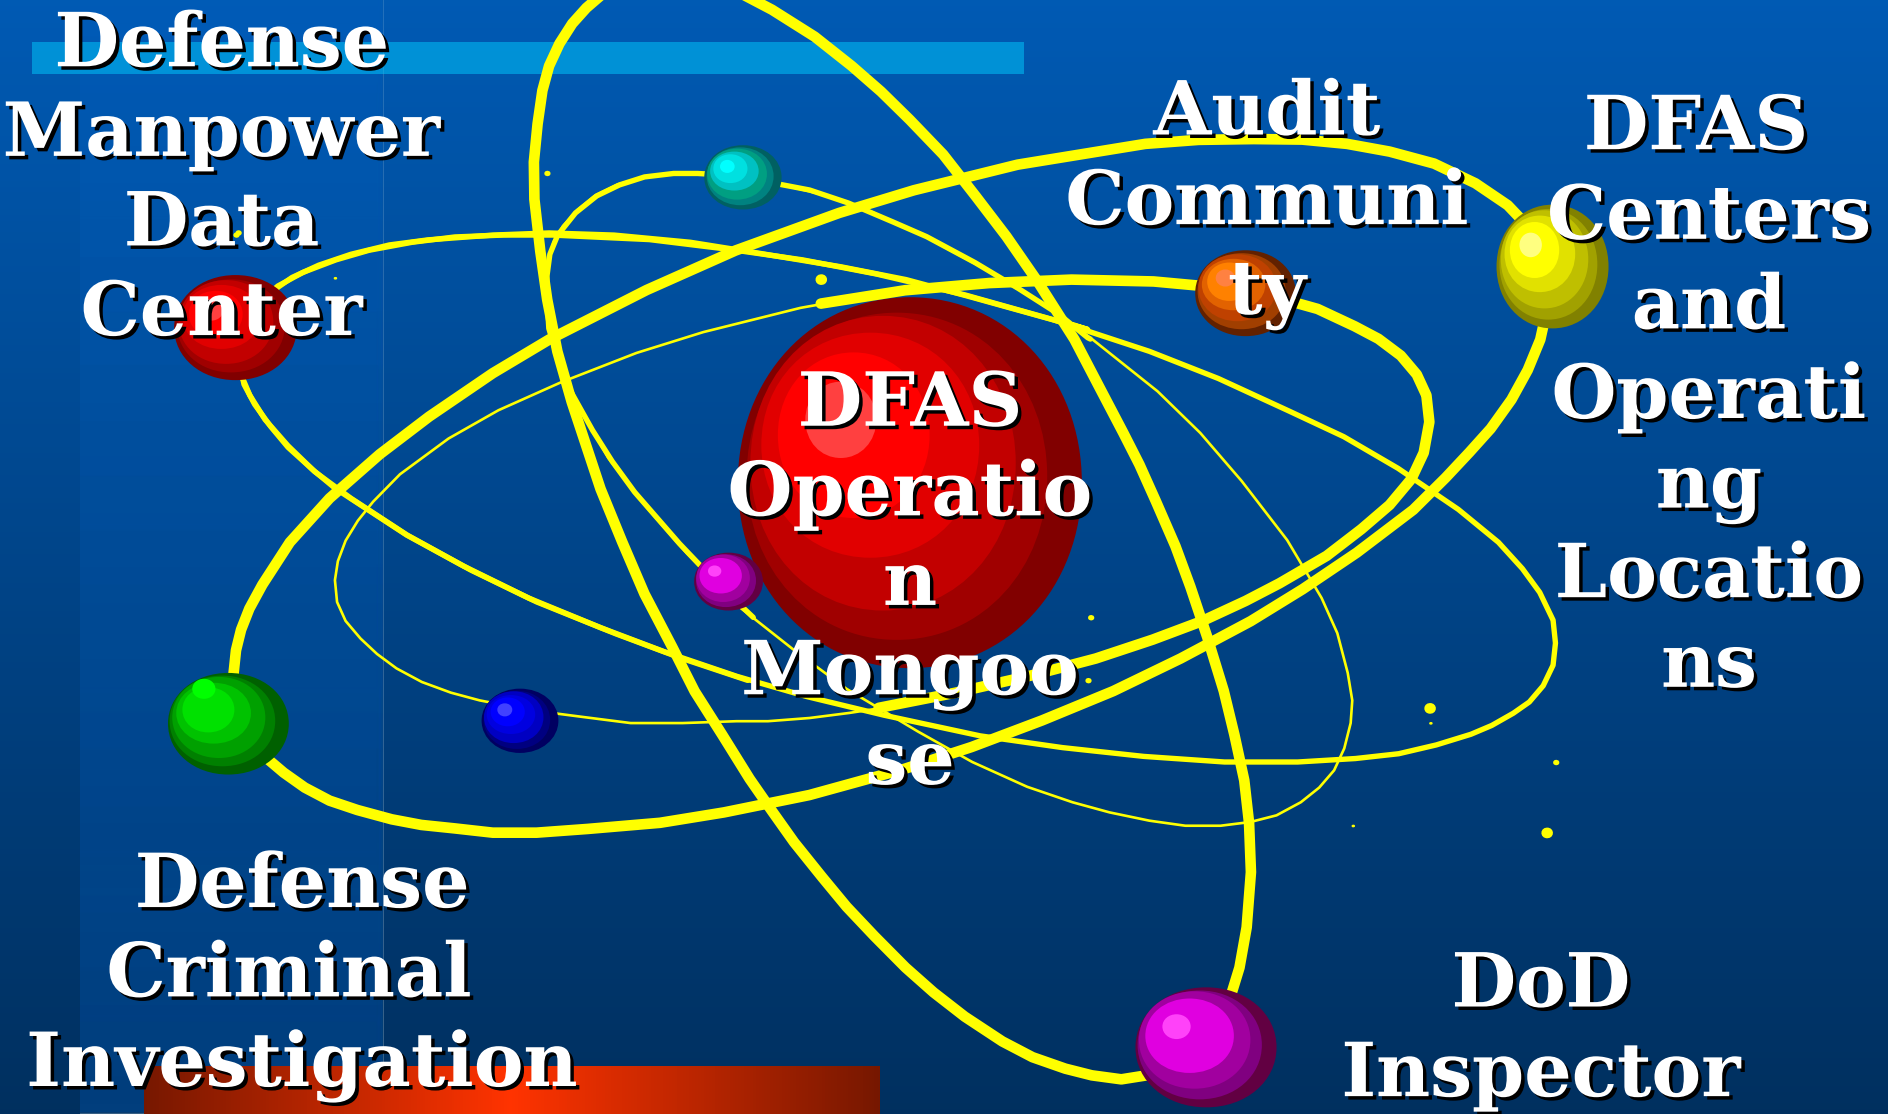 Defense
Manpower
Data
Center
Audit
Communi
ty
DFAS
Centers
and
Operati
ng
Locatio
ns
DFAS
Operatio
n
Mongoo
se
Defense
Criminal
Investigation
DoD
Inspector